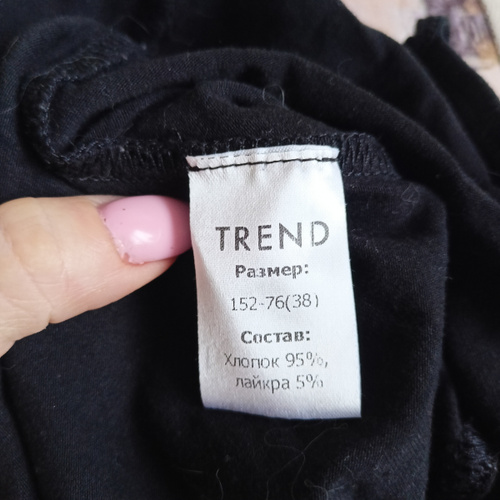 TREND
Размер:
152-76(38)
Состав:
Хлопок 95%,
лайкра 5%